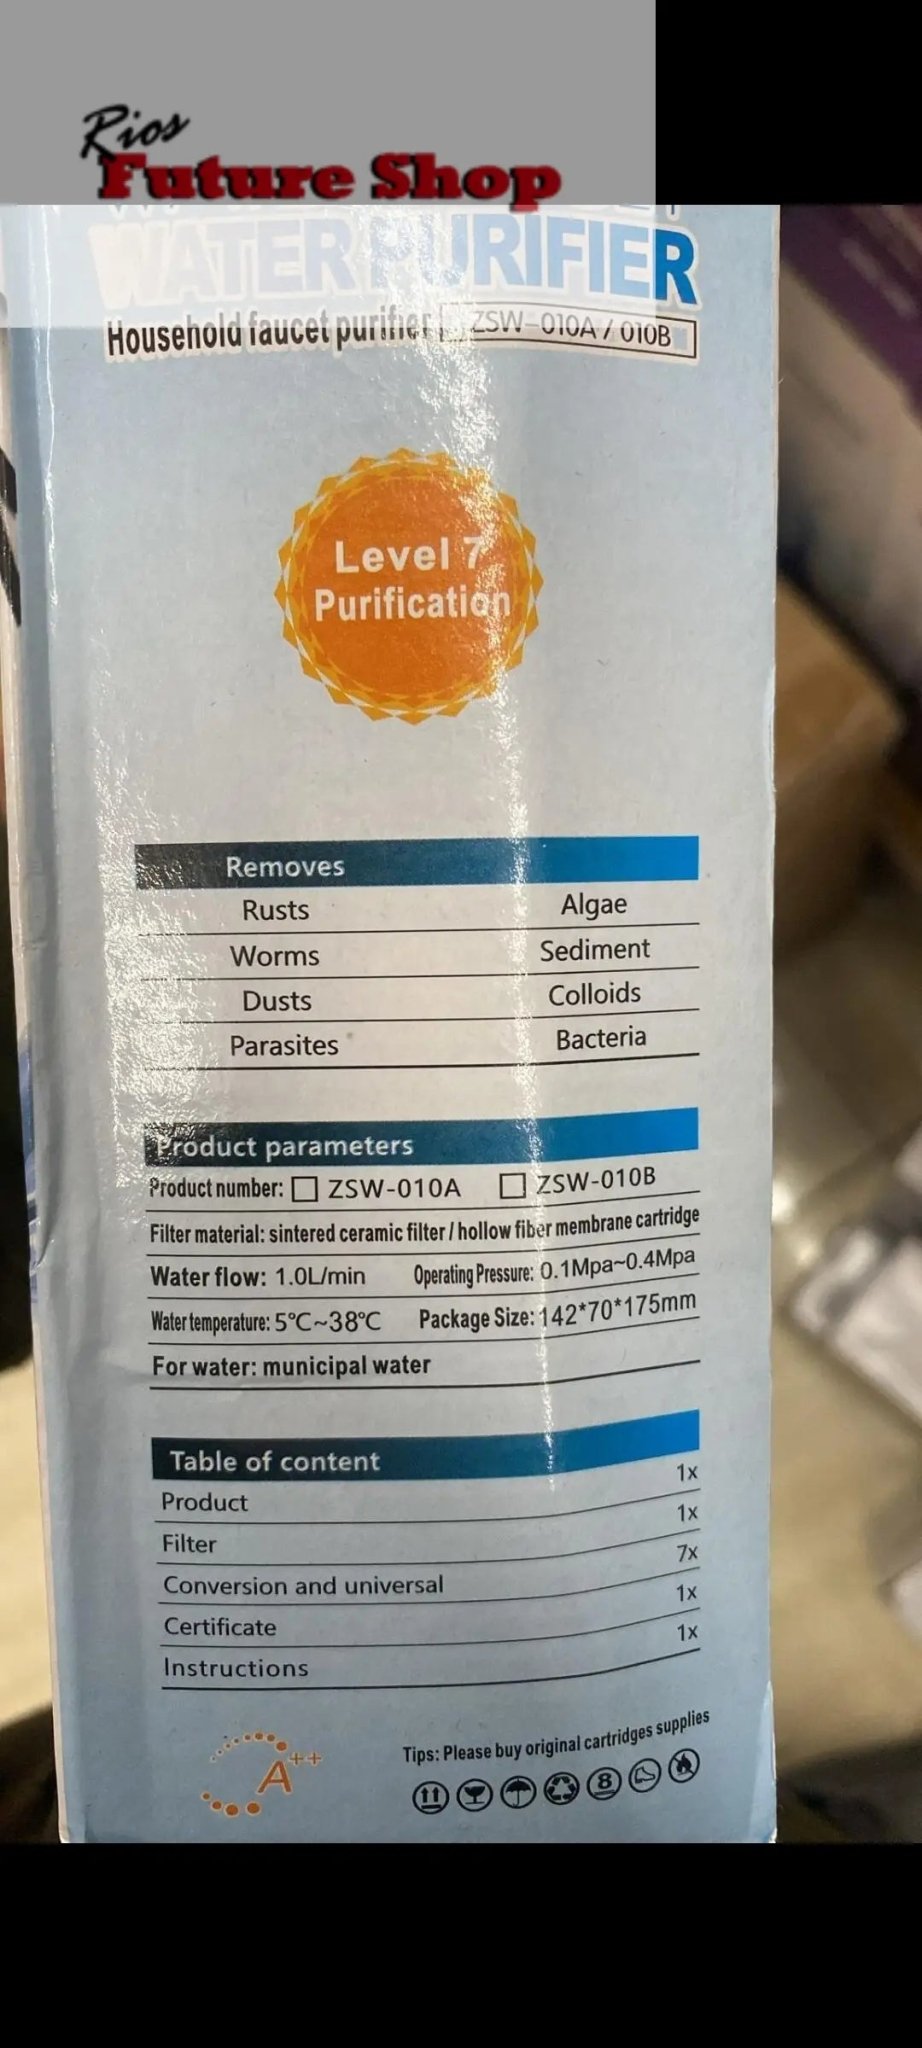 Rios
Future Shop
WATER PURIFIER
Household faucet purifier ZSW-010A / 010B
Level 7
Purification
Removes
Rusts Algae
Worms Sediment
Dusts Colloids
Parasites Bacteria
Product parameters
Product number: ZSW-010A ZSW-010B
Filter material: sintered ceramic filter / hollow fiber membrane cartridge
Water flow: 1.0L/min Operating Pressure: 0.1Mpa~0.4Mpa
Water temperature: 5℃~38℃ Package Size: 142*70*175mm
For water: municipal water
Table of content
Product 1x
Filter 1x
Conversion and universal 7x
Certificate 1x
Instructions 1x
A++
Tips: Please buy original cartridges supplies
8